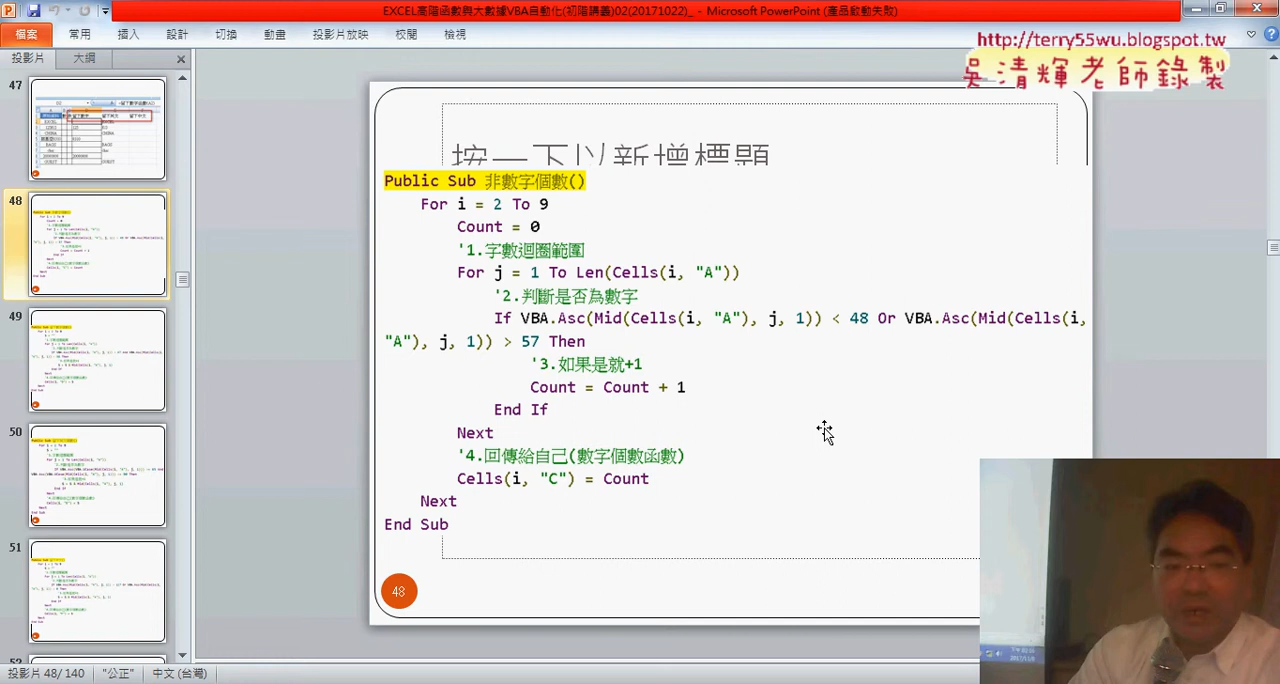 EXCEL高階函數與大數據VBA自動化(初階講義)02(20171022)_ - Microsoft PowerPoint (產品啟動失敗)
檔案 常用 插入 設計 切換 動畫 投影片放映 校閱 檢視
http://terry55wu.blogspot.tw
吳清輝老師錄製
投影片 大綱
47
48
49
50
51
按一下以新增標題
Public Sub 非數字個數()
For i = 2 To 9
Count = 0
'1.字數迴圈範圍
For j = 1 To Len(Cells(i, "A"))
'2.判斷是否為數字
If VBA.Asc(Mid(Cells(i, "A"), j, 1)) < 48 Or VBA.Asc(Mid(Cells(i,
"A"), j, 1)) > 57 Then
'3.如果是就+1
Count = Count + 1
End If
Next
'4.回傳給自己(數字個數函數)
Cells(i, "C") = Count
Next
End Sub
48
投影片 48/140 "公正" 中文 (台灣)